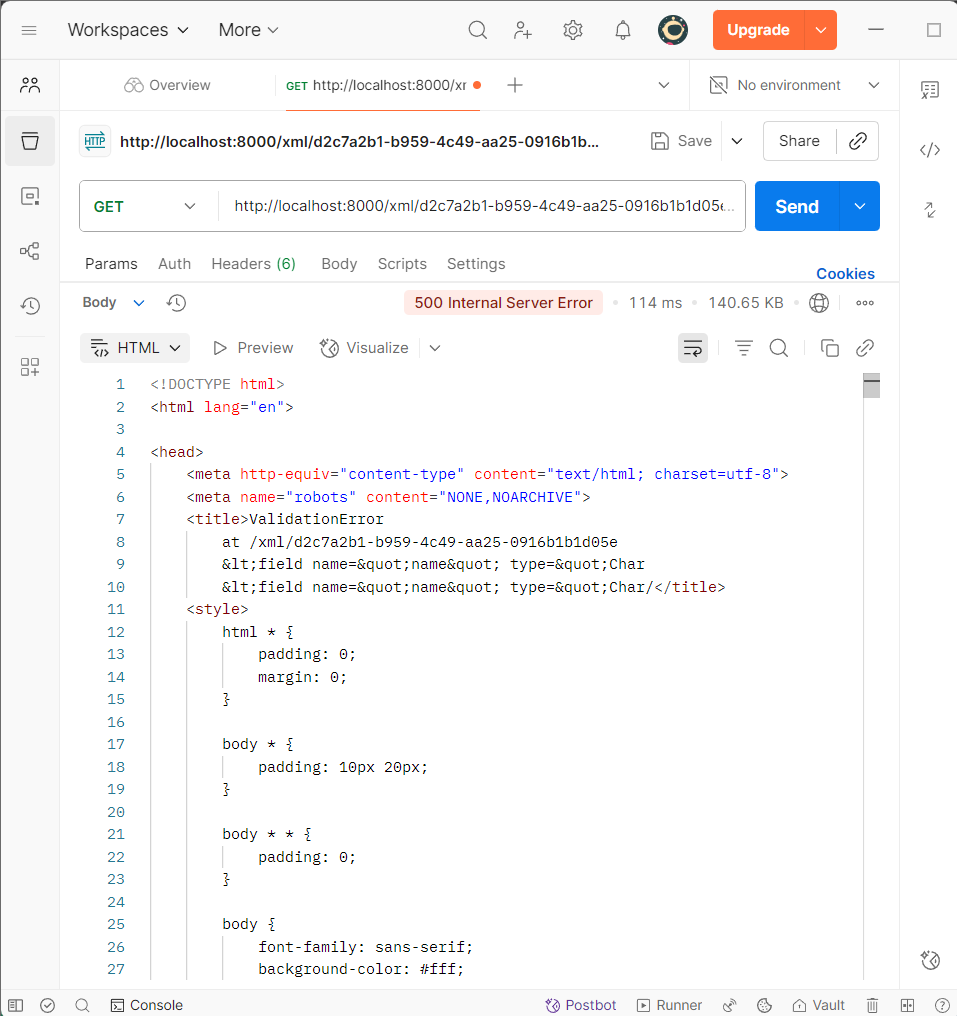 Workspaces More Upgrade
Overview GET http://localhost:8000/xr No environment
HTTP http://localhost:8000/xml/d2c7a2b1-b959-4c49-aa25-0916b1b... Save Share
GET http://localhost:8000/xml/d2c7a2b1-b959-4c49-aa25-0916b1b1d05e... Send
Params Auth Headers (6) Body Scripts Settings
Cookies
Body 500 Internal Server Error 114 ms 140.65 KB
HTML Preview Visualize
1 <!DOCTYPE html>
2 <html lang="en">
3
4 <head>
5 <meta http-equiv="content-type" content="text/html; charset=utf-8">
6 <meta name="robots" content="NONE,NOARCHIVE">
7 <title>ValidationError
8 at /xml/d2c7a2b1-b959-4c49-aa25-0916b1b1d05e
9 &lt;field name=&quot;name&quot; type=&quot;Char
10 &lt;field name=&quot;name&quot; type=&quot;Char/</title>
11 <style>
12 html * {
13 padding: 0;
14 margin: 0;
15 }
16
17 body * {
18 padding: 10px 20px;
19 }
20
21 body * * {
22 padding: 0;
23 }
24
25 body {
26 font-family: sans-serif;
27 background-color: #fff;
Console Postbot Runner Vault